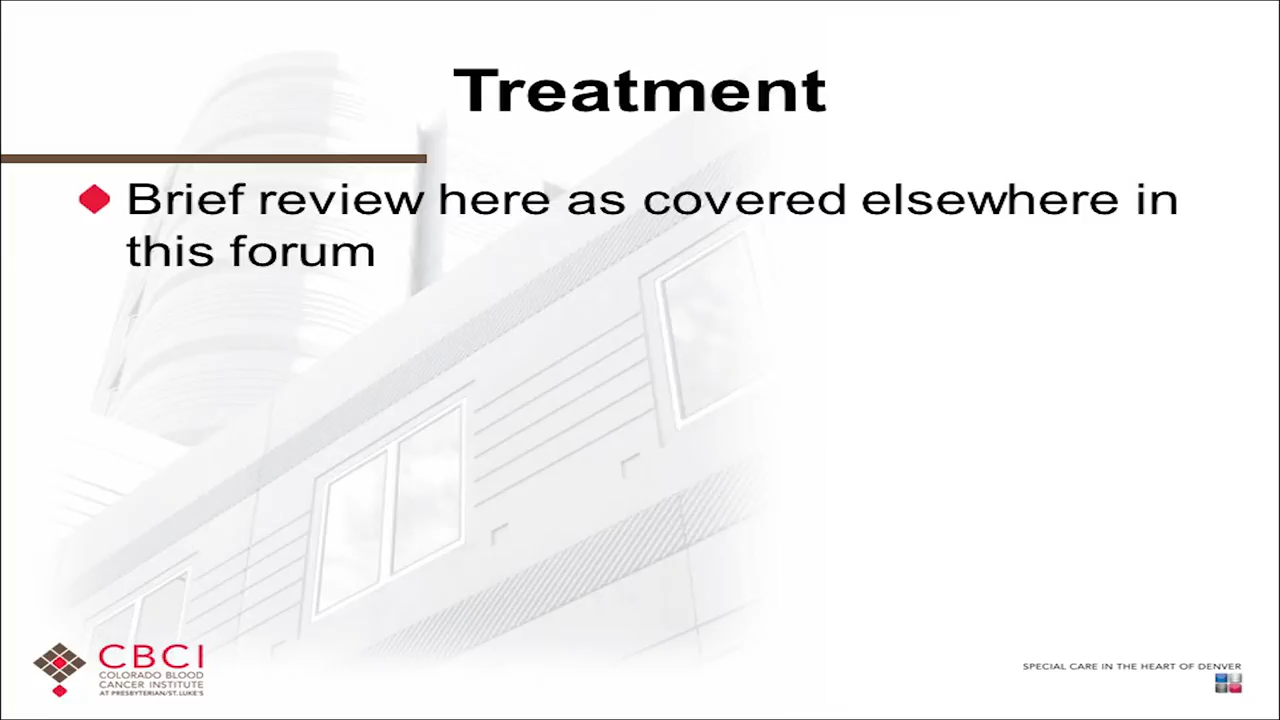 Treatment
Brief review here as covered elsewhere in
this forum
CBCI
COLORADO BLOOD
CANCER INSTITUTE
AT PRESBYTERIAN/ST. LUKE'S
SPECIAL CARE IN THE HEART OF DENVER